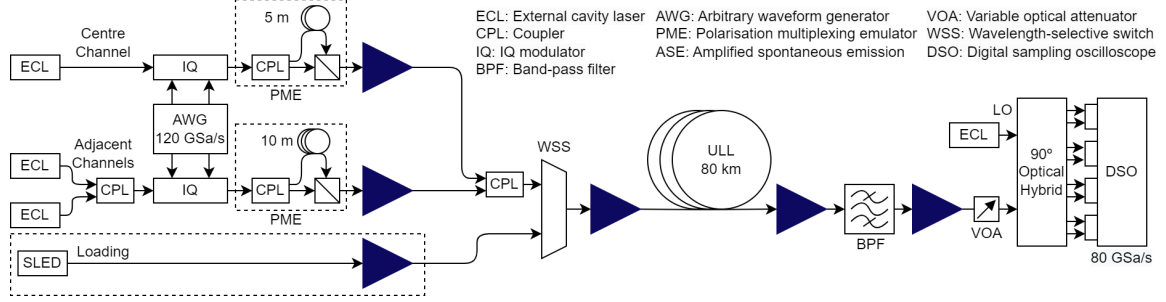 ECL: External cavity laser
CPL: Coupler
IQ: IQ modulator
BPF: Band-pass filter
AWG: Arbitrary waveform generator
PME: Polarisation multiplexing emulator
ASE: Amplified spontaneous emission
VOA: Variable optical attenuator
WSS: Wavelength-selective switch
DSO: Digital sampling oscilloscope
Centre
Channel
ECL
IQ
5 m
CPL
PME
AWG
120 GSa/s
Adjacent
Channels
ECL
ECL
CPL
IQ
10 m
CPL
PME
SLED
Loading
CPL
WSS
ULL
80 km
BPF
VOA
LO
ECL
90º
Optical
Hybrid
DSO
80 GSa/s